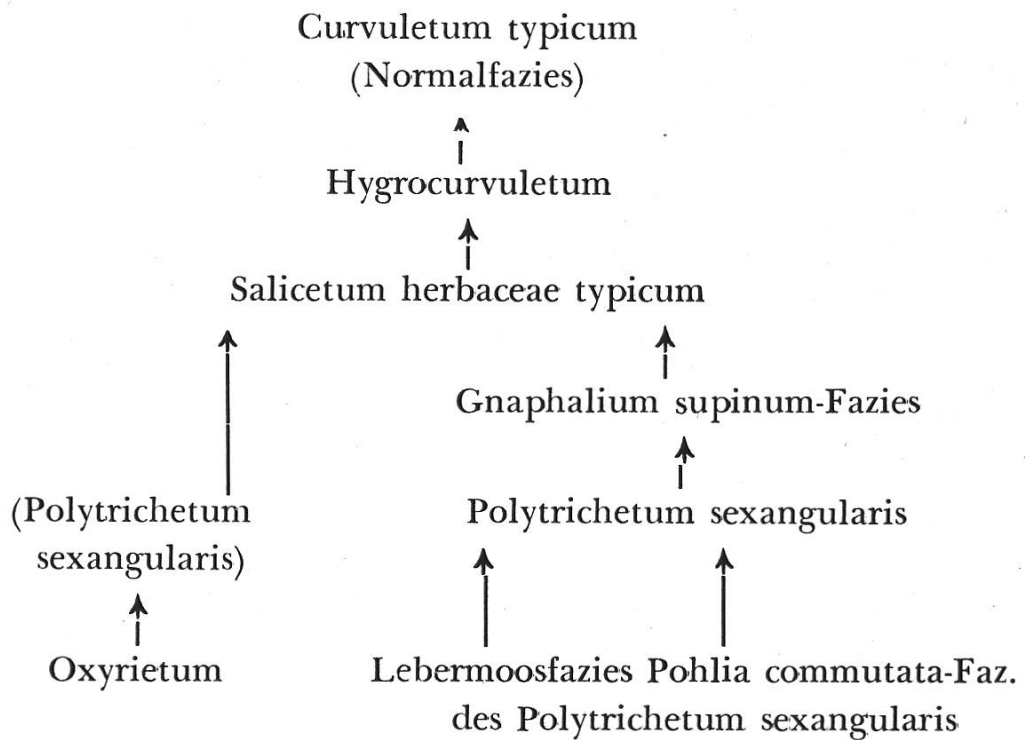 Curvuletum typicum
(Normalfazies)
Hygrocurvuletum
Salicetum herbaceae typicum
Gnaphalium supinum-Fazies
(Polytrichetum
sexangularis)
Polytrichetum sexangularis
Oxyrietum
Lebermoosfazies Pohlia commutata-Faz.
des Polytrichetum sexangularis